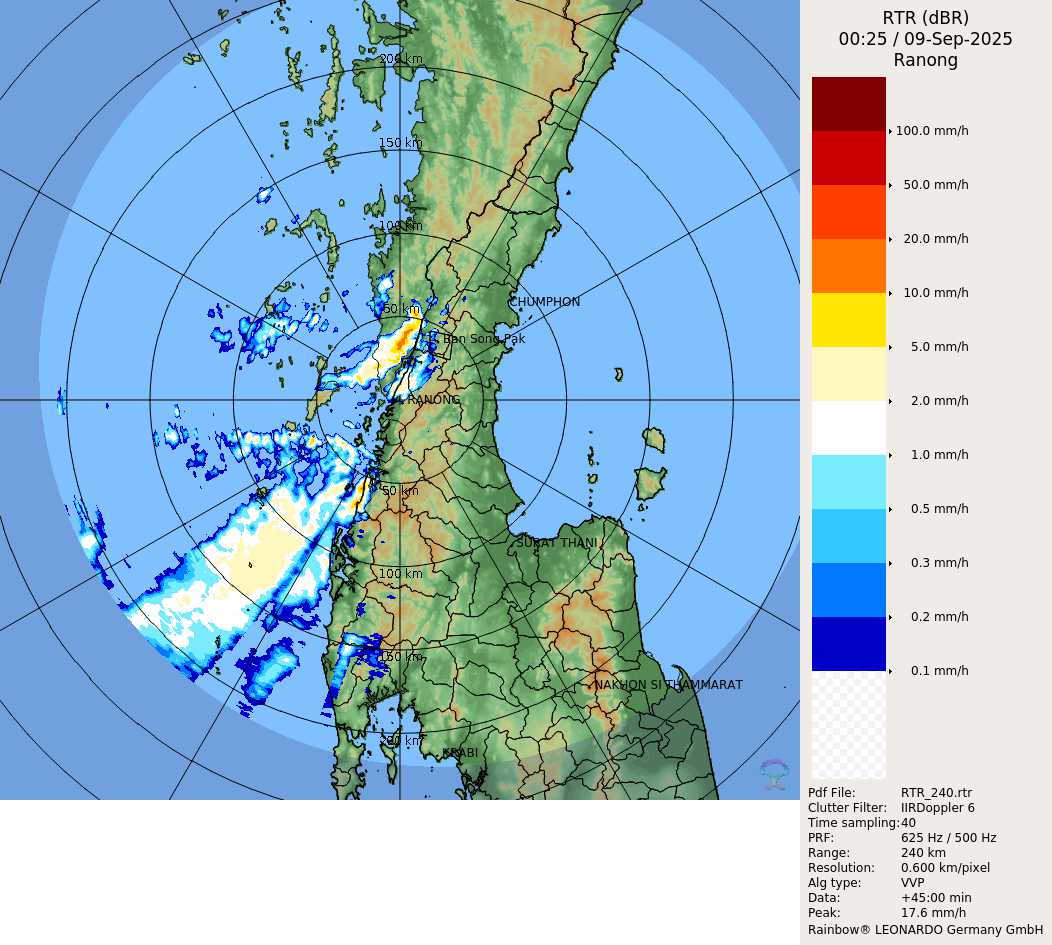 RTR (dBR)
00:25 / 09-Sep-2025
Ranong
200 km
150 km
100 km
50 km
CHUMPHON
Ban Song Pak
RANONG
50 km
SURAT THANI
100 km
150 km
NAKHON SI THAMMARAT
200 km
KRABI
100.0 mm/h
50.0 mm/h
20.0 mm/h
10.0 mm/h
5.0 mm/h
2.0 mm/h
1.0 mm/h
0.5 mm/h
0.3 mm/h
0.2 mm/h
0.1 mm/h
Pdf File: RTR_240.rtr
Clutter Filter: IIRDoppler 6
Time sampling: 40
PRF: 625 Hz / 500 Hz
Range: 240 km
Resolution: 0.600 km/pixel
Alg type: VVP
Data: +45:00 min
Peak: 17.6 mm/h
Rainbow® LEONARDO Germany GmbH